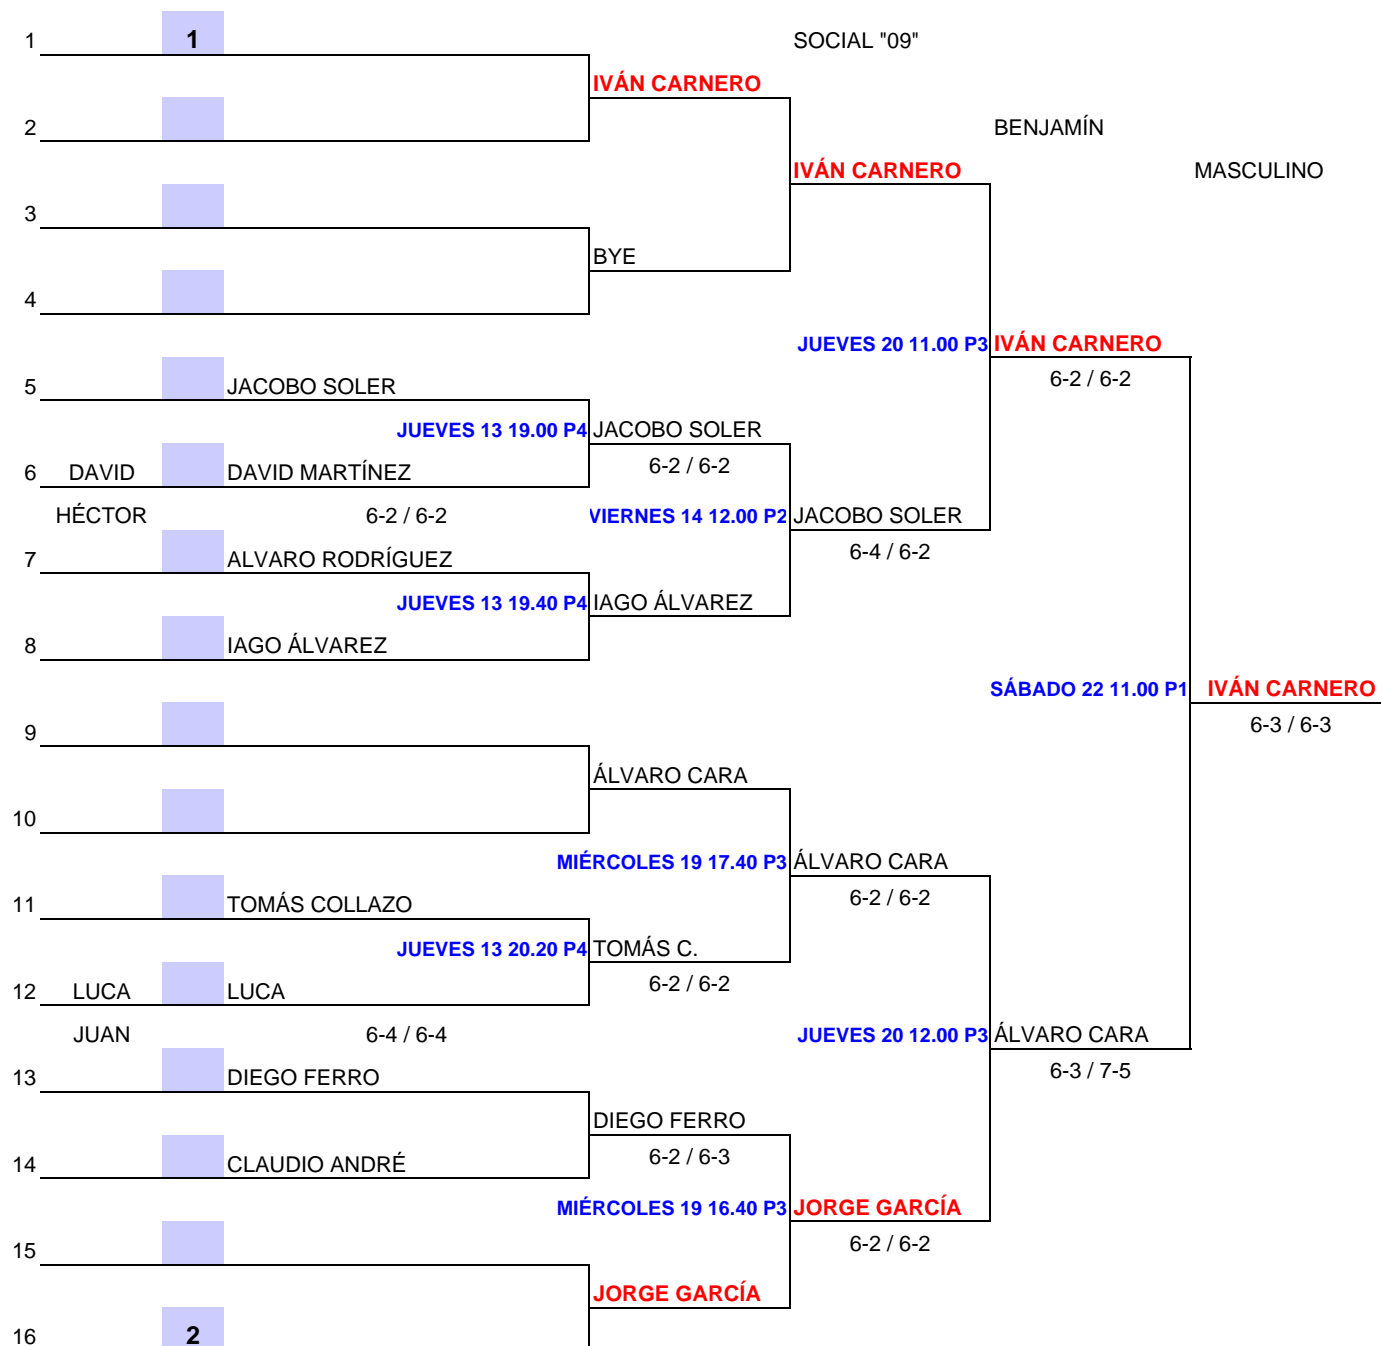 1 1 SOCIAL "09"
IVÁN CARNERO
2 BENJAMÍN
IVÁN CARNERO MASCULINO
3
BYE
4
JUEVES 20 11.00 P3 IVÁN CARNERO
5 JACOBO SOLER 6-2 / 6-2
JUEVES 13 19.00 P4 JACOBO SOLER
6 DAVID DAVID MARTÍNEZ 6-2 / 6-2
HÉCTOR 6-2 / 6-2 VIERNES 14 12.00 P2 JACOBO SOLER
7 ALVARO RODRÍGUEZ 6-4 / 6-2
JUEVES 13 19.40 P4 IAGO ÁLVAREZ
8 IAGO ÁLVAREZ
SÁBADO 22 11.00 P1 IVÁN CARNERO
9 6-3 / 6-3
ÁLVARO CARA
10
MIÉRCOLES 19 17.40 P3 ÁLVARO CARA
11 TOMÁS COLLAZO 6-2 / 6-2
JUEVES 13 20.20 P4 TOMÁS C.
12 LUCA LUCA 6-2 / 6-2
JUAN 6-4 / 6-4 JUEVES 20 12.00 P3 ÁLVARO CARA
13 DIEGO FERRO 6-3 / 7-5
DIEGO FERRO
14 CLAUDIO ANDRÉ 6-2 / 6-3
MIÉRCOLES 19 16.40 P3 JORGE GARCÍA
15 6-2 / 6-2
JORGE GARCÍA
16 2